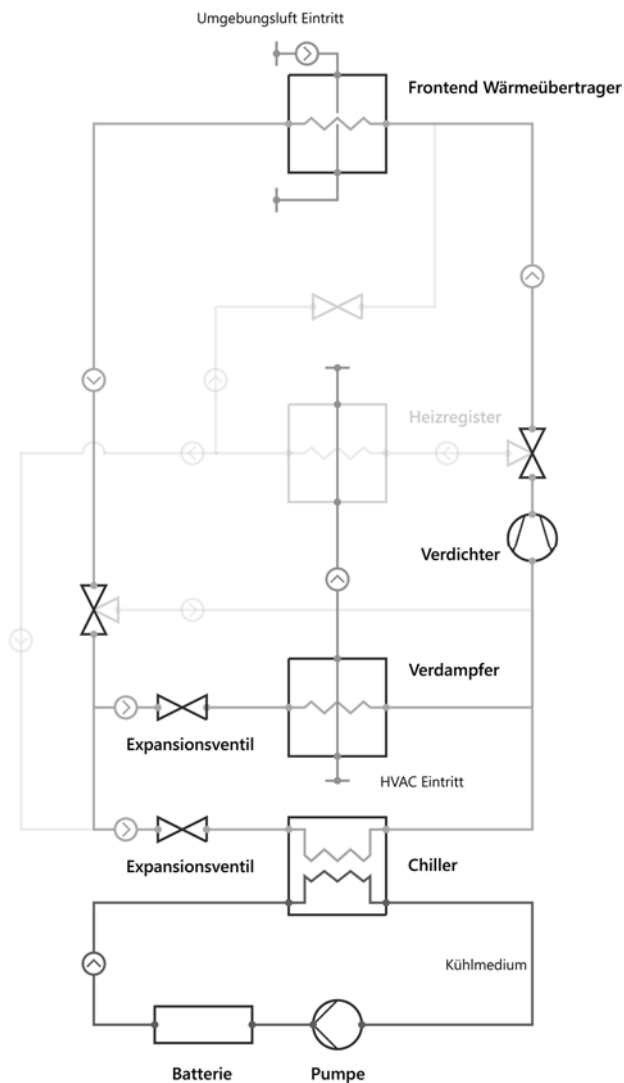 Umgebungsluft Eintritt
Frontend Wärmeübertrager
Heizregister
Verdichter
Verdampfer
Expansionsventil
HVAC Eintritt
Expansionsventil
Chiller
Kühlmedium
Batterie
Pumpe